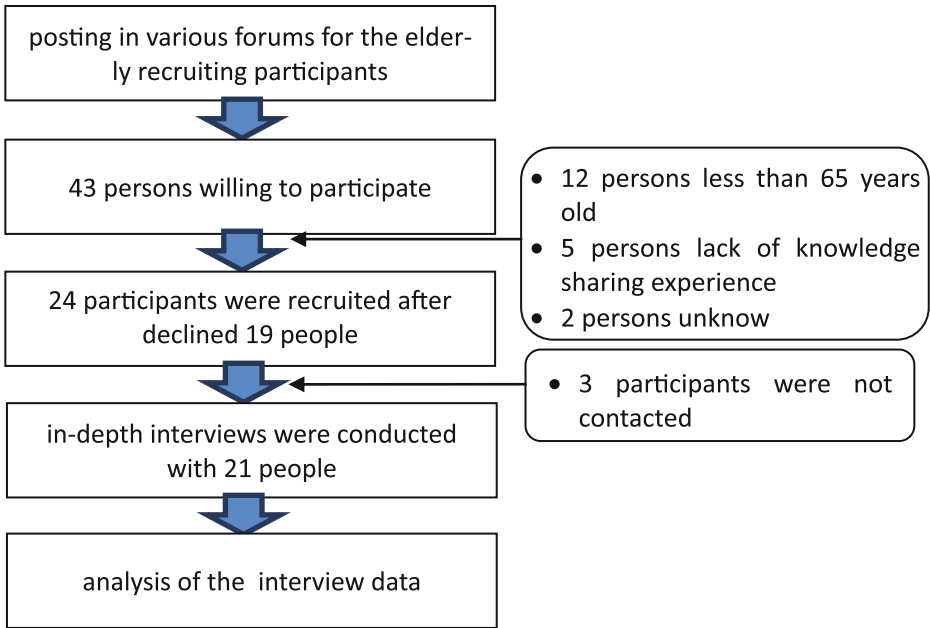 posting in various forums for the elder-
ly recruiting participants
43 persons willing to participate
• 12 persons less than 65 years
old
• 5 persons lack of knowledge
sharing experience
• 2 persons unknow
24 participants were recruited after
declined 19 people
• 3 participants were not
contacted
in-depth interviews were conducted
with 21 people
analysis of the interview data